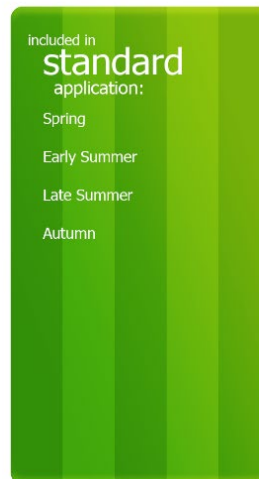 included in
standard
application:
Spring
Early Summer
Late Summer
Autumn